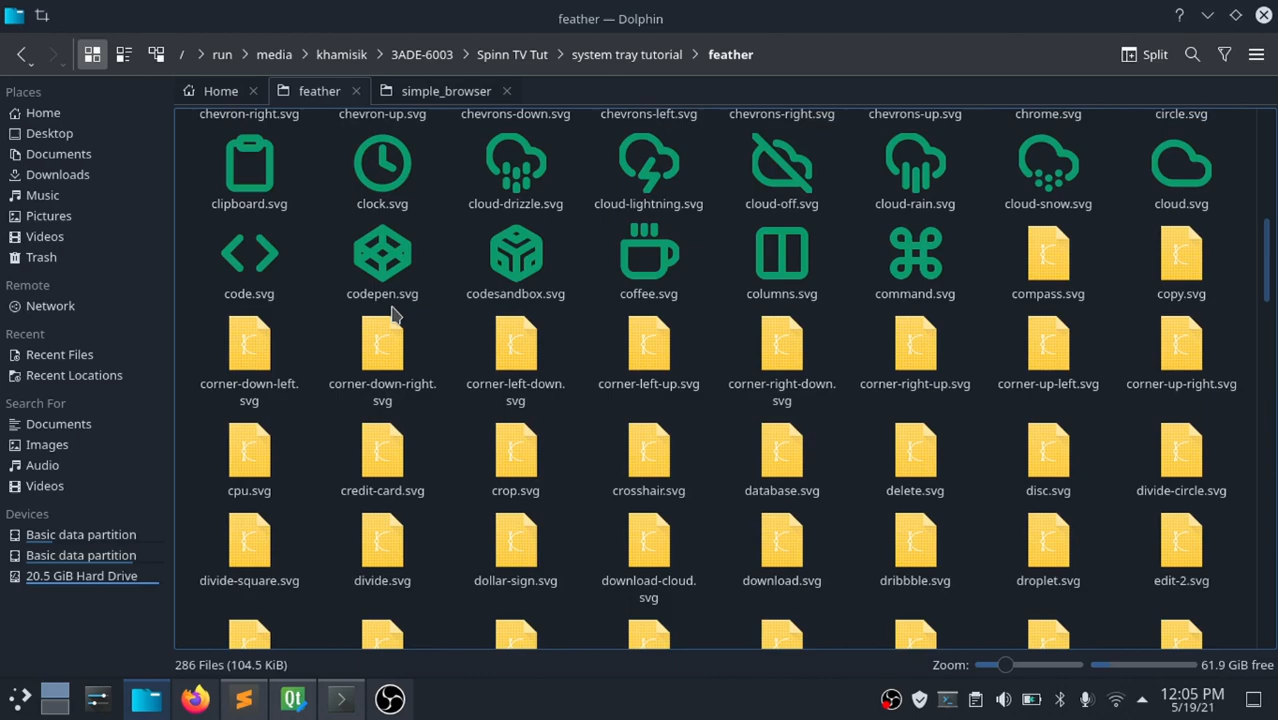 feather — Dolphin
/ run media khamisik 3ADE-6003 Spinn TV Tut system tray tutorial feather Split
Places
Home
Desktop
Documents
Downloads
Music
Pictures
Videos
Trash
Remote
Network
Recent
Recent Files
Recent Locations
Search For
Documents
Images
Audio
Videos
Devices
Basic data partition
Basic data partition
20.5 GiB Hard Drive
Home feather simple_browser
chevron-right.svg chevron-up.svg chevrons-down.svg chevrons-left.svg chevrons-right.svg chevrons-up.svg chrome.svg circle.svg
clipboard.svg clock.svg cloud-drizzle.svg cloud-lightning.svg cloud-off.svg cloud-rain.svg cloud-snow.svg cloud.svg
code.svg codepen.svg codesandbox.svg coffee.svg columns.svg command.svg compass.svg copy.svg
corner-down-left. corner-down-right. corner-left-down. corner-left-up.svg corner-right-down. corner-right-up.svg corner-up-left.svg corner-up-right.svg
svg svg svg svg
cpu.svg credit-card.svg crop.svg crosshair.svg database.svg delete.svg disc.svg divide-circle.svg
divide-square.svg divide.svg dollar-sign.svg download-cloud. download.svg dribbble.svg droplet.svg edit-2.svg
svg
286 Files (104.5 KiB) Zoom: 61.9 GiB free
Qt 12:05 PM
5/19/21